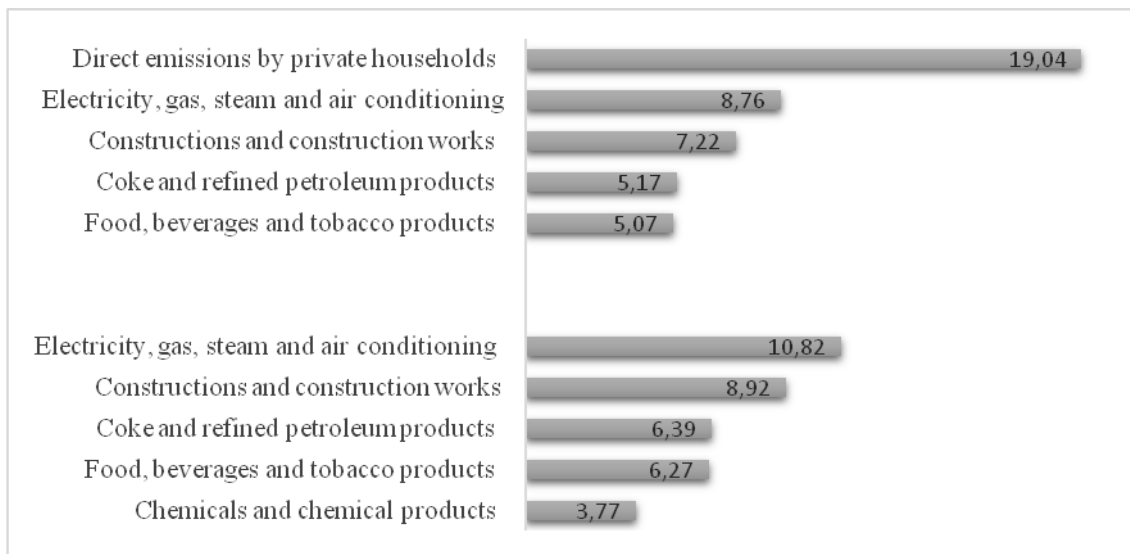 Direct emissions by private households 19,04
Electricity, gas, steam and air conditioning 8,76
Constructions and construction works 7,22
Coke and refined petroleum products 5,17
Food, beverages and tobacco products 5,07
Electricity, gas, steam and air conditioning 10,82
Constructions and construction works 8,92
Coke and refined petroleum products 6,39
Food, beverages and tobacco products 6,27
Chemicals and chemical products 3,77